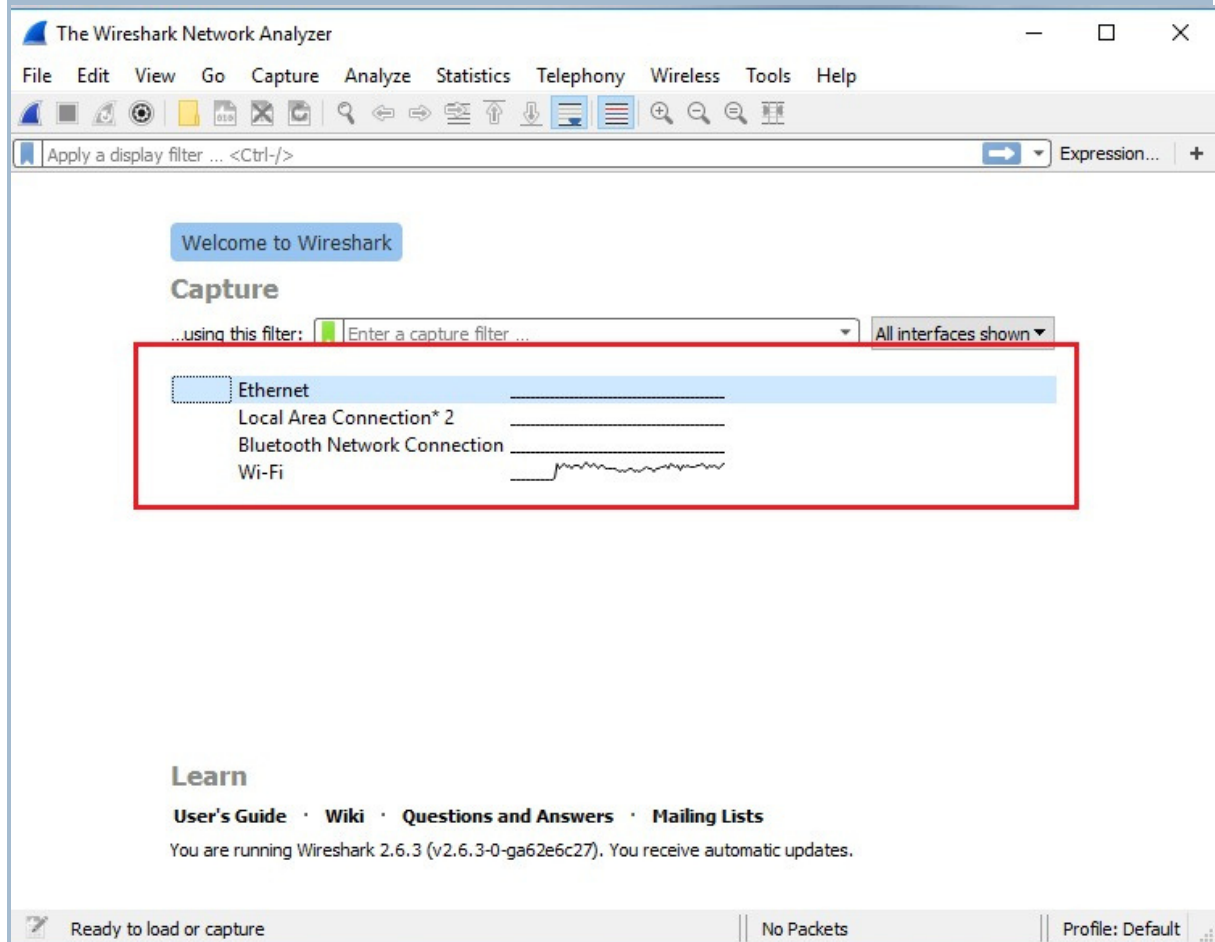 The Wireshark Network Analyzer
File Edit View Go Capture Analyze Statistics Telephony Wireless Tools Help
Apply a display filter ... <Ctrl-/> Expression... +
Welcome to Wireshark
Capture
...using this filter: Enter a capture filter ... All interfaces shown
Ethernet
Local Area Connection* 2
Bluetooth Network Connection
Wi-Fi
Learn
User's Guide · Wiki · Questions and Answers · Mailing Lists
You are running Wireshark 2.6.3 (v2.6.3-0-ga62e6c27). You receive automatic updates.
Ready to load or capture No Packets Profile: Default